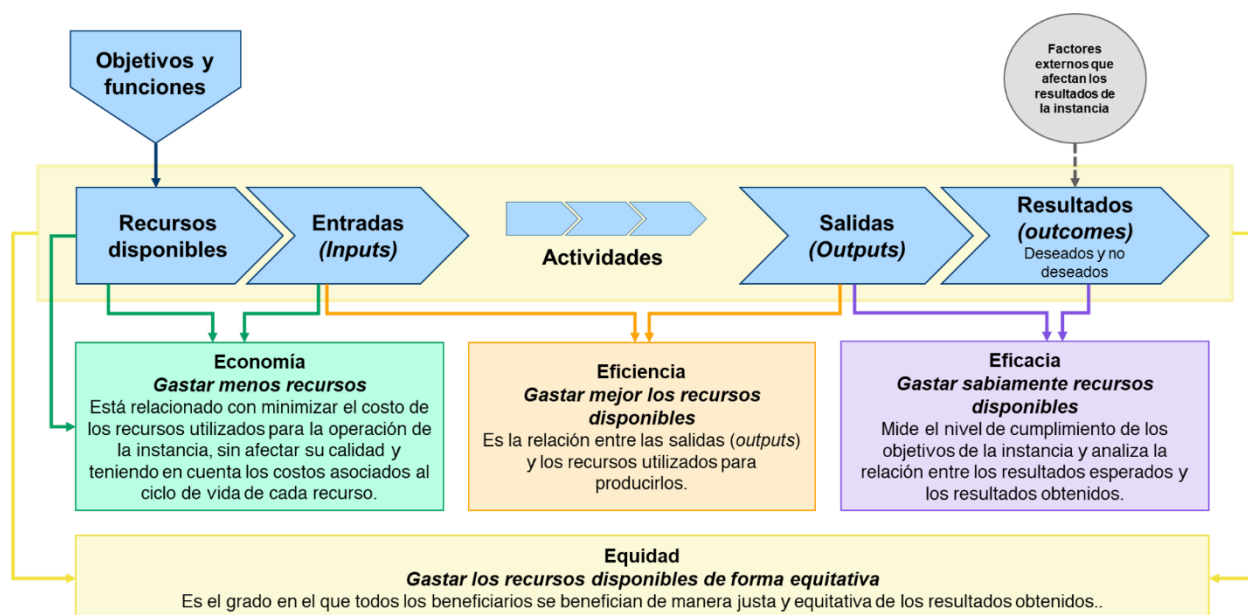 Objetivos y
funciones
Factores
externos que
afectan los
resultados de
la instancia
Recursos
disponibles
Entradas
(Inputs)
Actividades
Salidas
(Outputs)
Resultados
(outcomes)
Deseados y no
deseados
Economía
Gastar menos recursos
Está relacionado con minimizar el costo de
los recursos utilizados para la operación de
la instancia, sin afectar su calidad y
teniendo en cuenta los costos asociados al
ciclo de vida de cada recurso.
Eficiencia
Gastar mejor los recursos
disponibles
Es la relación entre las salidas (outputs)
y los recursos utilizados para
producirlos.
Eficacia
Gastar sabiamente recursos
disponibles
Mide el nivel de cumplimiento de los
objetivos de la instancia y analiza la
relación entre los resultados esperados y
los resultados obtenidos.
Equidad
Gastar los recursos disponibles de forma equitativa
Es el grado en el que todos los beneficiarios se benefician de manera justa y equitativa de los resultados obtenidos..